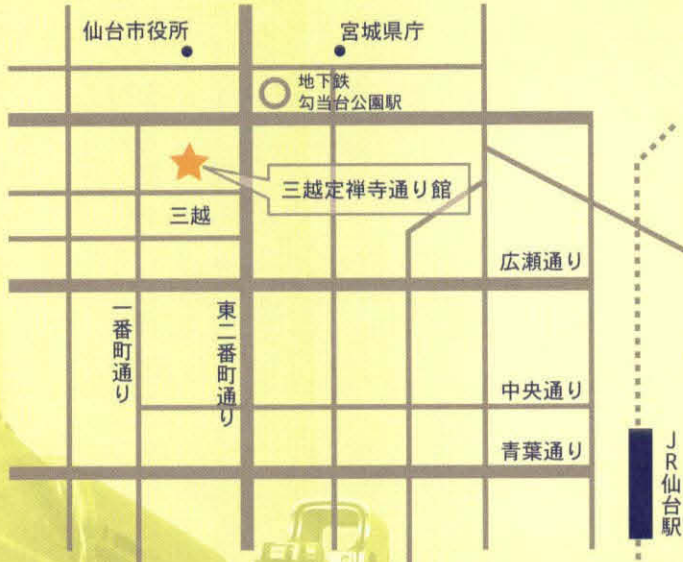 仙台市役所
宮城県庁
地下鉄
勾当台公園駅
三越定禅寺通り館
三越
広瀬通り
一番町通り
東二番町通り
中央通り
青葉通り
JR仙台駅